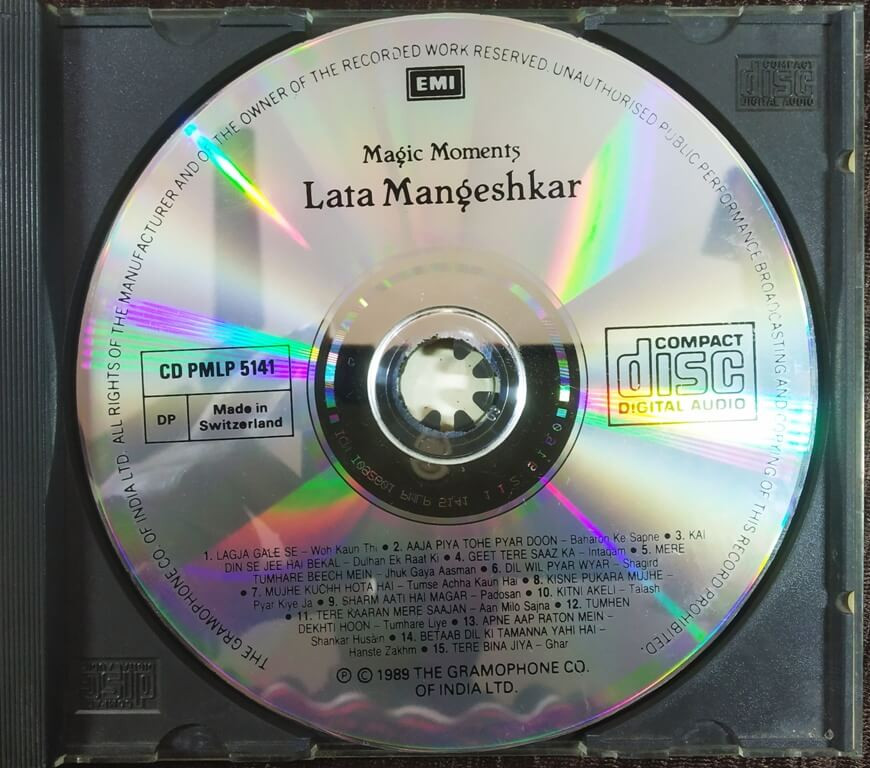 THE GRAMOPHONE CO. OF INDIA LTD. ALL RIGHTS OF THE MANUFACTURER AND OF THE OWNER OF THE RECORDED WORK RESERVED. UNAUTHORISED PUBLIC PERFORMANCE BROADCASTING AND COPYING OF THIS RECORD PROHIBITED.
EMI
Magic Moments
Lata Mangeshkar
CD PMLP 5141
DP
Made in
Switzerland
COMPACT
disc
DIGITAL AUDIO
1. LAGJA GALE SE – Woh Kaun Thi • 2. AAJA PIYA TOHE PYAR DOON – Baharon Ke Sapne • 3. KAI
DIN SE JEE HAI BEKAL – Dulhan Ek Raat Ki • 4. GEET TERE SAAZ KA – Intaqam • 5. MERE
TUMHARE BEECH MEIN – Jhuk Gaya Aasman • 6. DIL WIL PYAR WYAR – Shagird
• 7. MUJHE KUCHH HOTA HAI – Tumse Achha Kaun Hai • 8. KISNE PUKARA MUJHE –
Pyar Kiye Ja • 9. SHARM AATI HAI MAGAR – Padosan • 10. KITNI AKELI – Talash
• 11. TERE KAARAN MERE SAAJAN – Aan Milo Sajna • 12. TUMHEN
DEKHTI HOON – Tumhare Liye • 13. APNE AAP RATON MEIN –
Shankar Husain • 14. BETAAB DIL KI TAMANNA YAHI HAI –
Hanste Zakhm • 15. TERE BINA JIYA – Ghar
℗ © 1989 THE GRAMOPHONE CO.
OF INDIA LTD.
COMPACT
disc
DIGITAL AUDIO
COMPACT
disc
DIGITAL AUDIO